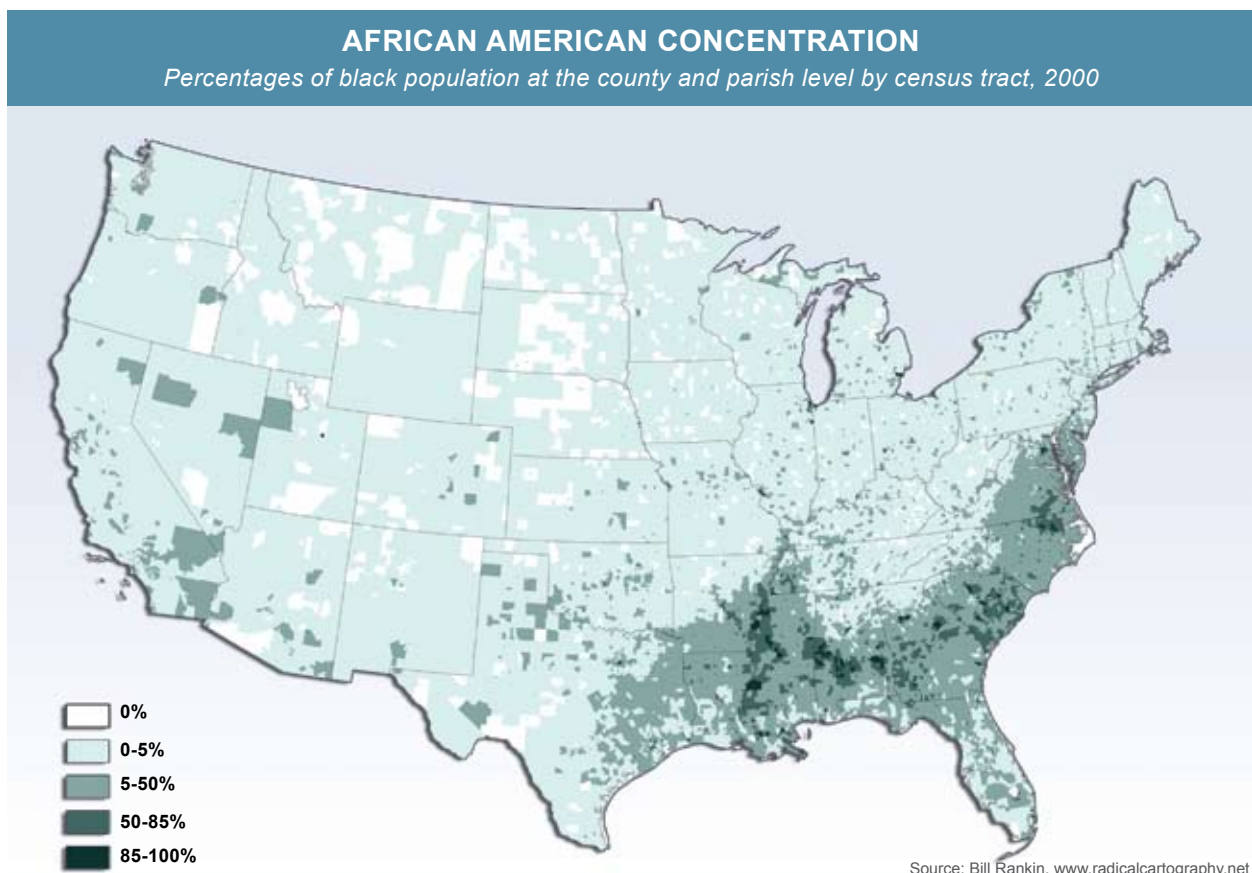 AFRICAN AMERICAN CONCENTRATION
Percentages of black population at the county and parish level by census tract, 2000
0%
0-5%
5-50%
50-85%
85-100%
Source: Bill Rankin, www.radicalcartography.net